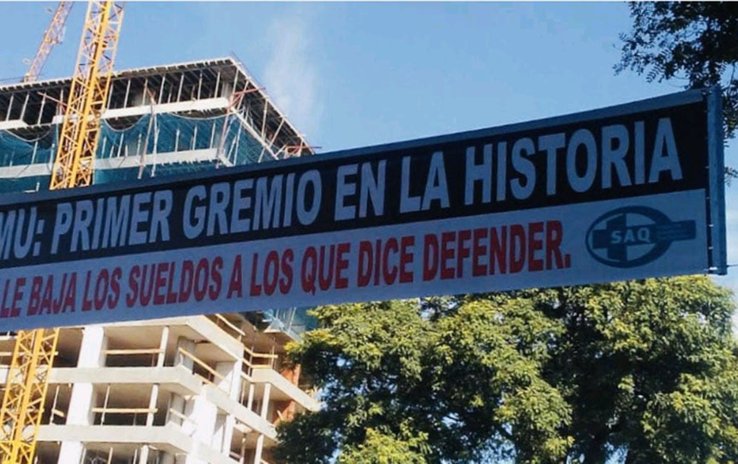 MU: PRIMER GREMIO EN LA HISTORIA
LE BAJA LOS SUELDOS A LOS QUE DICE DEFENDER.
SAQ